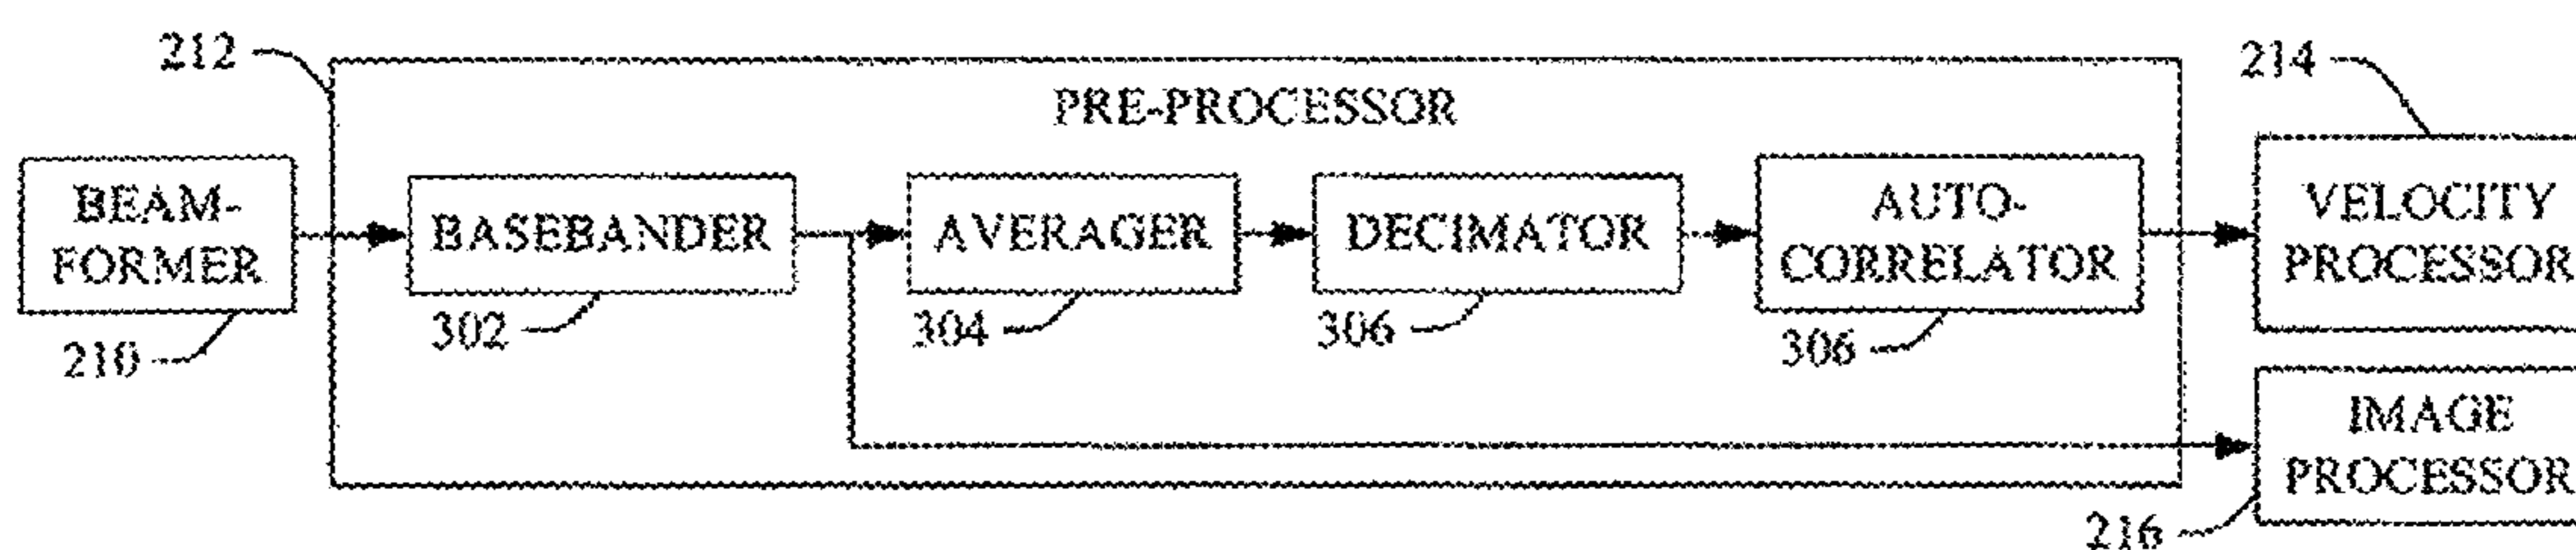 212
214
PRE-PROCESSOR
BEAM-
FORMER
BASEBANDER
AVERAGER
DECIMATOR
AUTO-
CORRELATOR
VELOCITY
PROCESSOR
210
302
304
306
306
IMAGE
PROCESSOR
216